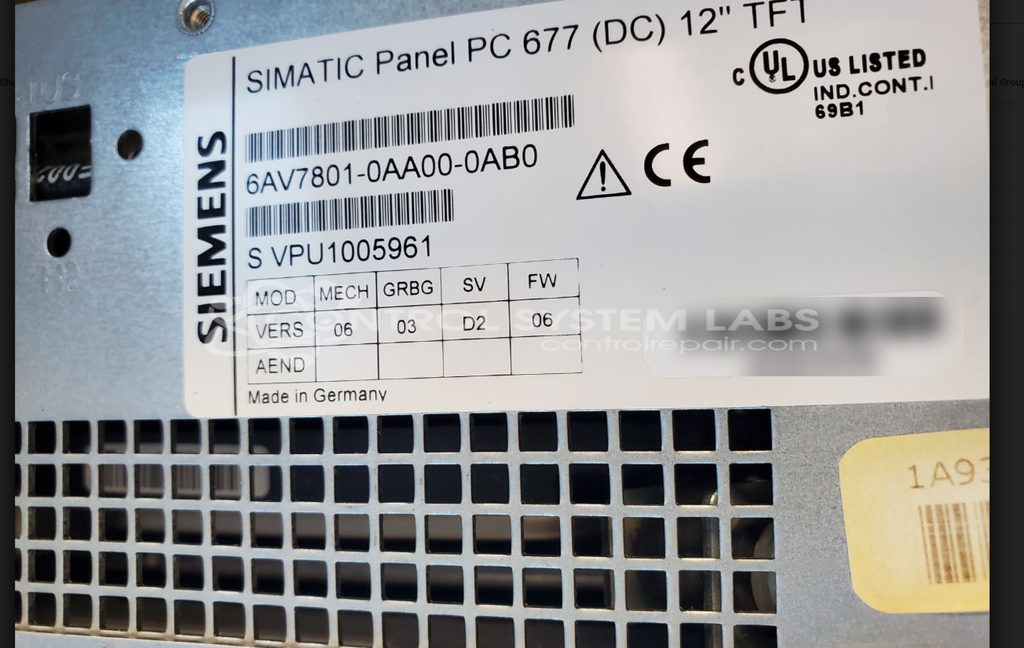 SIEMENS
SIMATIC Panel PC 677 (DC) 12" TFT
6AV7801-0AA00-0AB0
S VPU1005961
C UL US LISTED
IND.CONT.I
69B1
CE
MOD MECH GRBG SV FW
VERS 06 03 D2 06
AEND
Made in Germany
CONTROL SYSTEM LABS
controlrepair.com
1A93